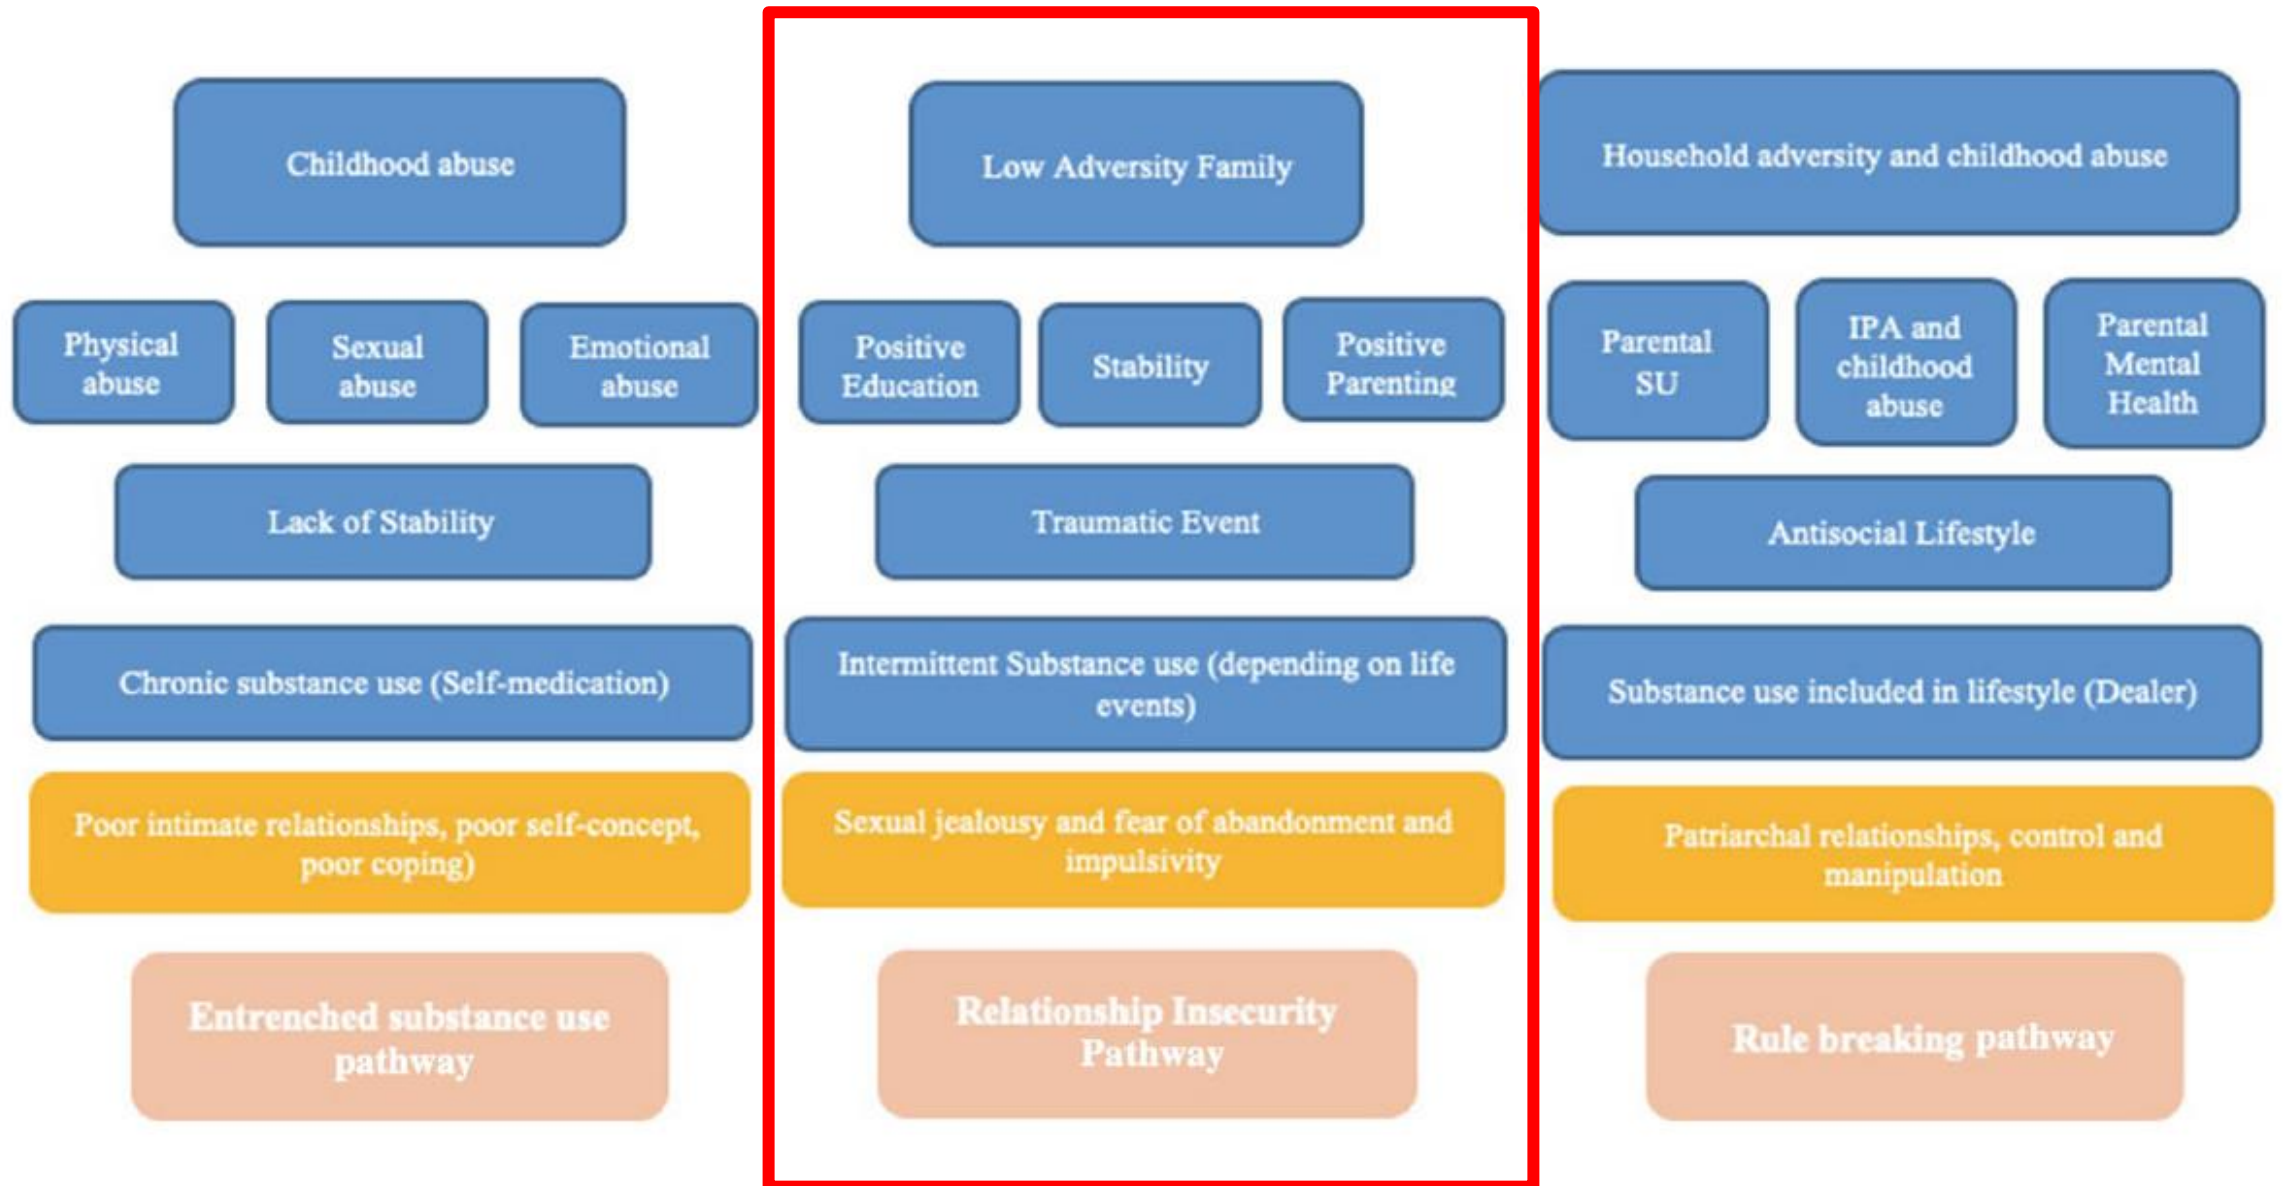 Childhood abuse
Low Adversity Family
Household adversity and childhood abuse
Physical
abuse
Sexual
abuse
Emotional
abuse
Positive
Education
Stability
Positive
Parenting
Parental
SU
IPA and
childhood
abuse
Parental
Mental
Health
Lack of Stability
Traumatic Event
Antisocial Lifestyle
Chronic substance use (Self-medication)
Intermittent Substance use (depending on life
events)
Substance use included in lifestyle (Dealer)
Poor intimate relationships, poor self-concept,
poor coping)
Sexual jealousy and fear of abandonment and
impulsivity
Patriarchal relationships, control and
manipulation
Entrenched substance use
pathway
Relationship Insecurity
Pathway
Rule breaking pathway